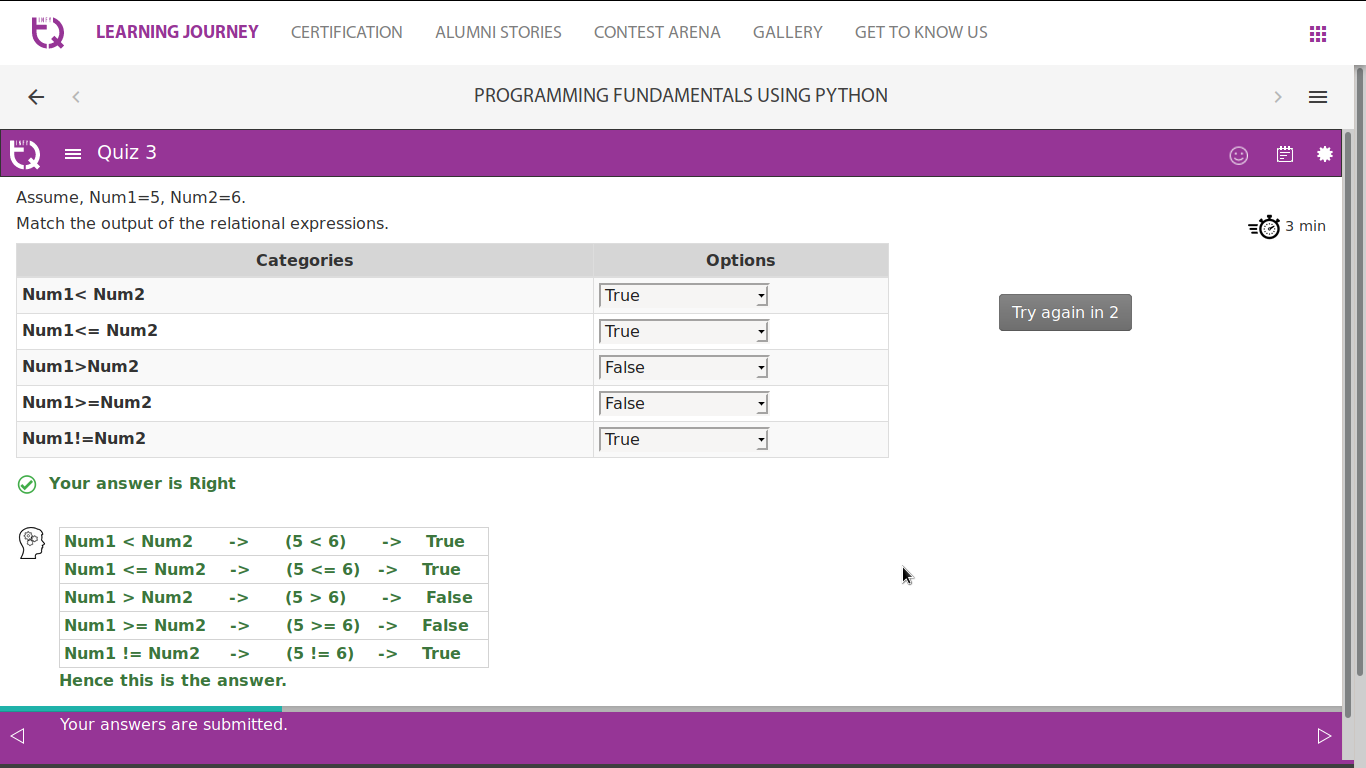 INFY
TQ
LEARNING JOURNEY CERTIFICATION ALUMNI STORIES CONTEST ARENA GALLERY GET TO KNOW US
PROGRAMMING FUNDAMENTALS USING PYTHON
INFY
TQ
Quiz 3
Assume, Num1=5, Num2=6.
Match the output of the relational expressions.
3 min
Categories Options
Num1< Num2 True
Try again in 2
Num1<= Num2 True
Num1>Num2 False
Num1>=Num2 False
Num1!=Num2 True
Your answer is Right
Num1 < Num2 -> (5 < 6) -> True
Num1 <= Num2 -> (5 <= 6) -> True
Num1 > Num2 -> (5 > 6) -> False
Num1 >= Num2 -> (5 >= 6) -> False
Num1 != Num2 -> (5 != 6) -> True
Hence this is the answer.
Your answers are submitted.